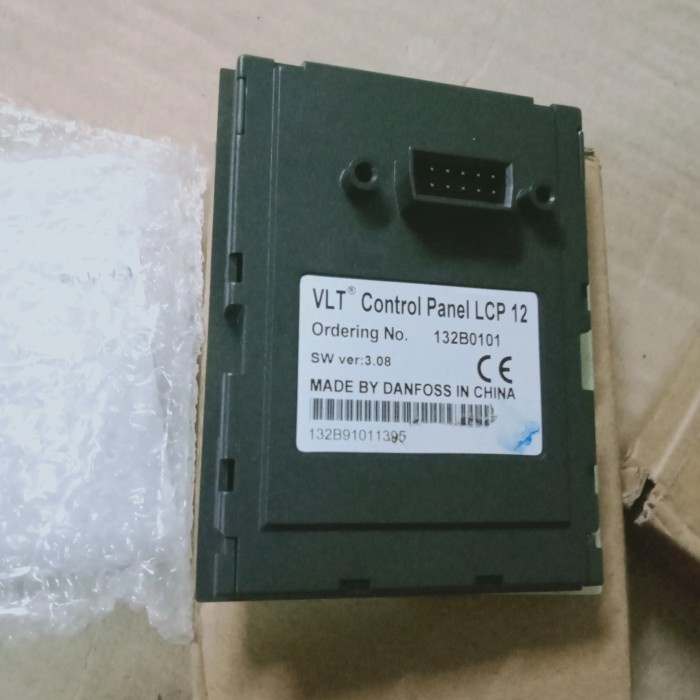 VLT® Control Panel LCP 12
Ordering No. 132B0101
SW ver:3.08 CE
MADE BY DANFOSS IN CHINA
132B91011395